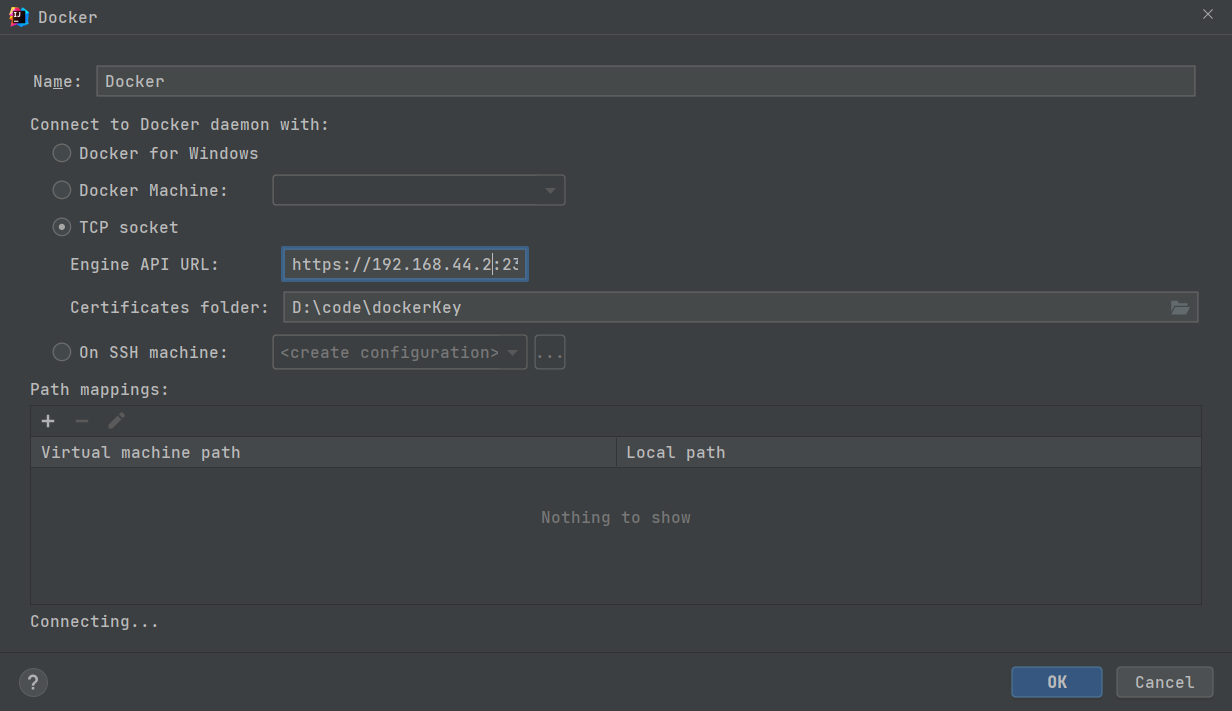 Docker
Name: Docker
Connect to Docker daemon with:
Docker for Windows
Docker Machine:
TCP socket
Engine API URL: https://192.168.44.2:23
Certificates folder: D:\code\dockerKey
On SSH machine: <create configuration> ...
Path mappings:
Virtual machine path Local path
Nothing to show
Connecting...
? OK Cancel